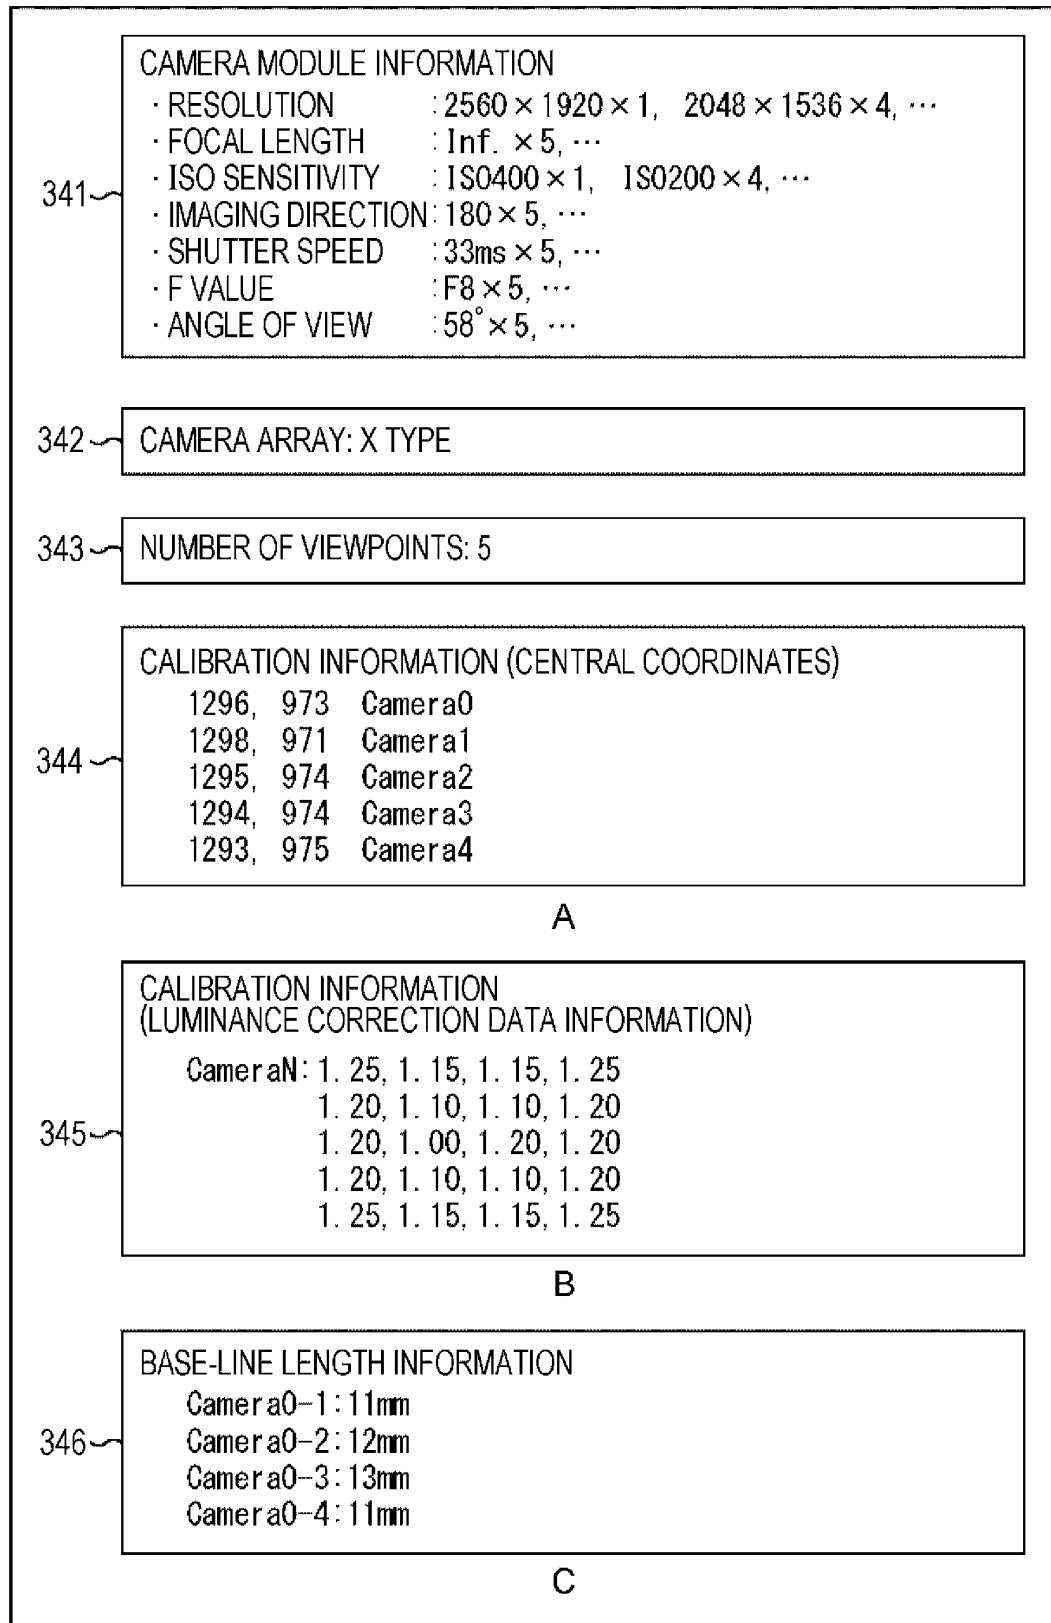 CAMERA MODULE INFORMATION
· RESOLUTION :2560×1920×1, 2048×1536×4, ···
· FOCAL LENGTH :Inf. ×5, ···
341 · ISO SENSITIVITY :ISO400×1, ISO200×4, ···
· IMAGING DIRECTION:180×5, ···
· SHUTTER SPEED :33ms×5, ···
· F VALUE :F8×5, ···
· ANGLE OF VIEW :58°×5, ···
342 CAMERA ARRAY: X TYPE
343 NUMBER OF VIEWPOINTS: 5
CALIBRATION INFORMATION (CENTRAL COORDINATES)
1296, 973 Camera0
1298, 971 Camera1
344 1295, 974 Camera2
1294, 974 Camera3
1293, 975 Camera4
A
CALIBRATION INFORMATION
(LUMINANCE CORRECTION DATA INFORMATION)
CameraN:1.25,1.15,1.15,1.25
1.20,1.10,1.10,1.20
345 1.20,1.00,1.20,1.20
1.20,1.10,1.10,1.20
1.25,1.15,1.15,1.25
B
BASE-LINE LENGTH INFORMATION
Camera0-1:11mm
346 Camera0-2:12mm
Camera0-3:13mm
Camera0-4:11mm
C